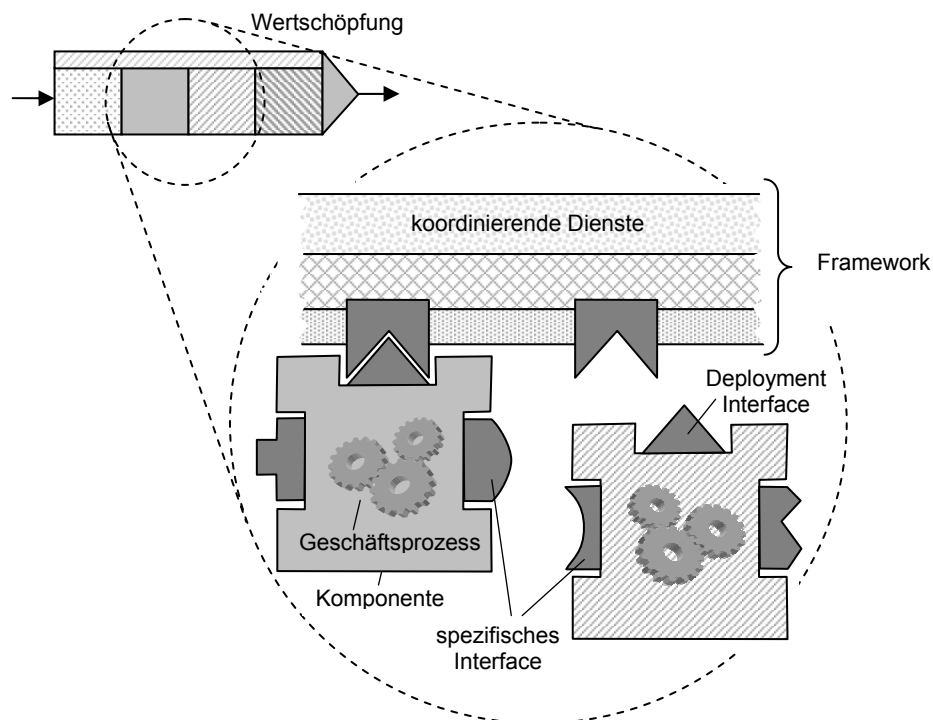 Wertschöpfung
koordinierende Dienste
Framework
Deployment
Interface
Geschäftsprozess
Komponente
spezifisches
Interface